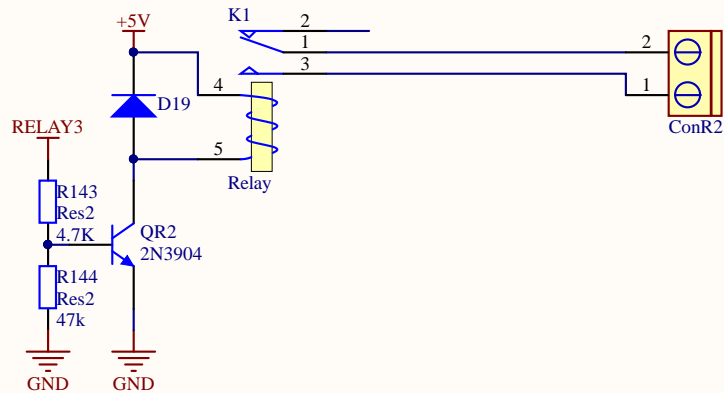 K1
2
1
3
+5V
4
5
D19
Relay
2
1
ConR2
RELAY3
R143
Res2
4.7K
QR2
2N3904
R144
Res2
47k
GND
GND